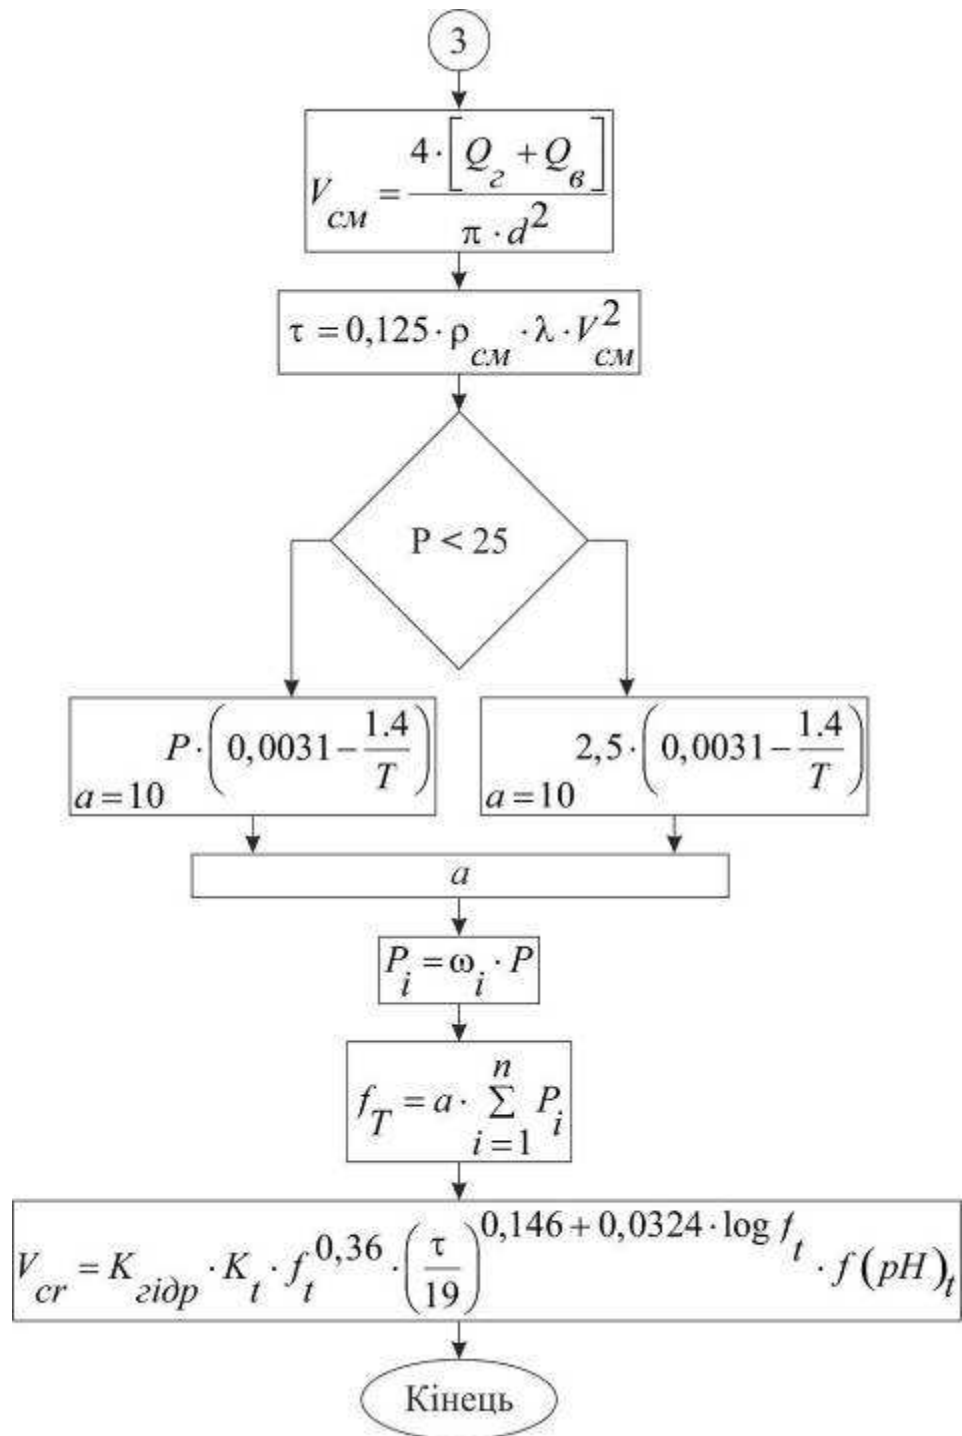 3
V_см = 4 · [Q_г + Q_в] / π · d²
τ = 0,125 · ρ_см · λ · V²_см
P < 25
a = 10^(P · (0,0031 − 1.4/T))
a = 10^(2,5 · (0,0031 − 1.4/T))
a
P_i = ω_i · P
f_T = a · Σ_{i=1}^{n} P_i
V_cr = K_гідр · K_t · f_t^0,36 · (τ/19)^(0,146 + 0,0324 · log f_t) · f(pH)_t
Кінець